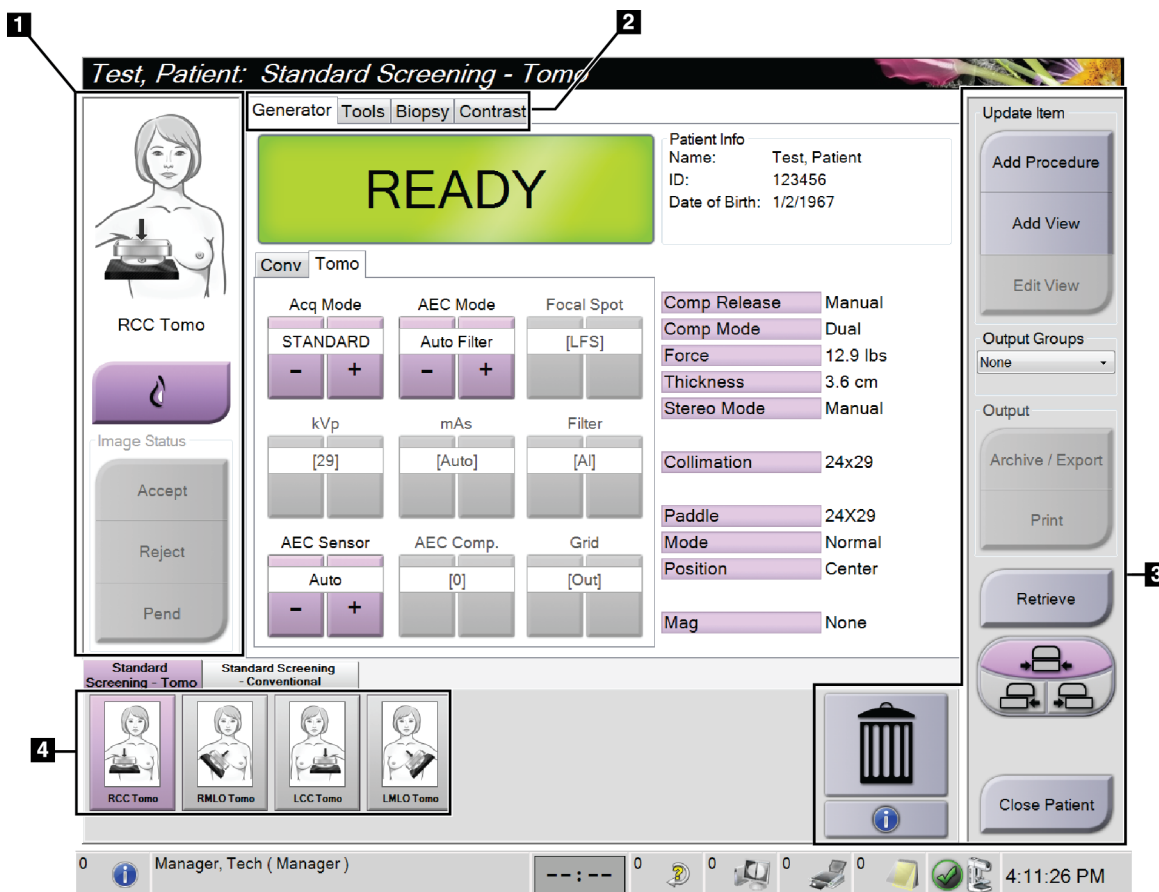 1
2
Test, Patient: Standard Screening - Tomo
Generator Tools Biopsy Contrast
READY
Patient Info
Name: Test, Patient
ID: 123456
Date of Birth: 1/2/1967
RCC Tomo
Image Status
Accept
Reject
Pend
Conv Tomo
Acq Mode AEC Mode Focal Spot
STANDARD Auto Filter [LFS]
- + - +
kVp mAs Filter
[29] [Auto] [Al]
AEC Sensor AEC Comp. Grid
Auto [0] [Out]
- +
Comp Release Manual
Comp Mode Dual
Force 12.9 lbs
Thickness 3.6 cm
Stereo Mode Manual
Collimation 24x29
Paddle 24X29
Mode Normal
Position Center
Mag None
Update Item
Add Procedure
Add View
Edit View
Output Groups
None
Output
Archive / Export
Print
3
Retrieve
Close Patient
Standard
Screening - Tomo
Standard Screening
- Conventional
4
RCC Tomo RMLO Tomo LCC Tomo LMLO Tomo
0 Manager, Tech ( Manager ) --:-- 0 0 0 0 4:11:26 PM